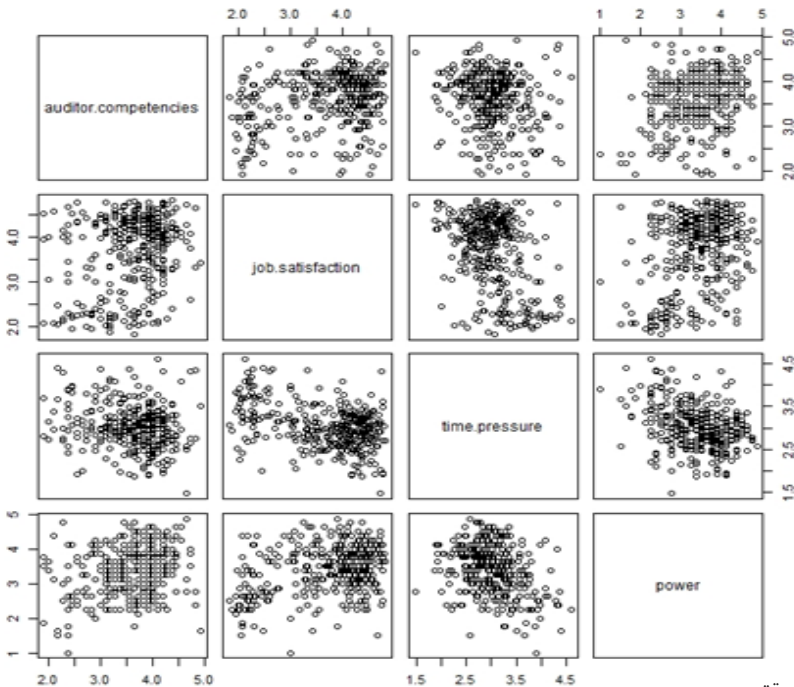 2.0 3.0 4.0 1 2 3 4 5
auditor.competencies
2.0 3.0 4.0 5.0
job.satisfaction
2.0 3.0 4.0
time.pressure
1.5 2.5 3.5 4.5
power
1 2 3 4 5
2.0 3.0 4.0 5.0 1.5 2.5 3.5 4.5